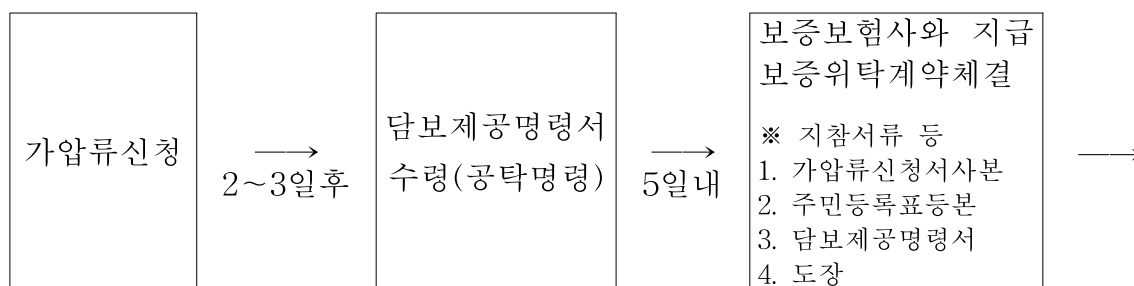 가압류신청
──→
2～3일후
담보제공명령서
수령(공탁명령)
──→
5일내
보증보험사와 지급
보증위탁계약체결
※ 지참서류 등
1. 가압류신청서사본
2. 주민등록표등본
3. 담보제공명령서
4. 도장
──→